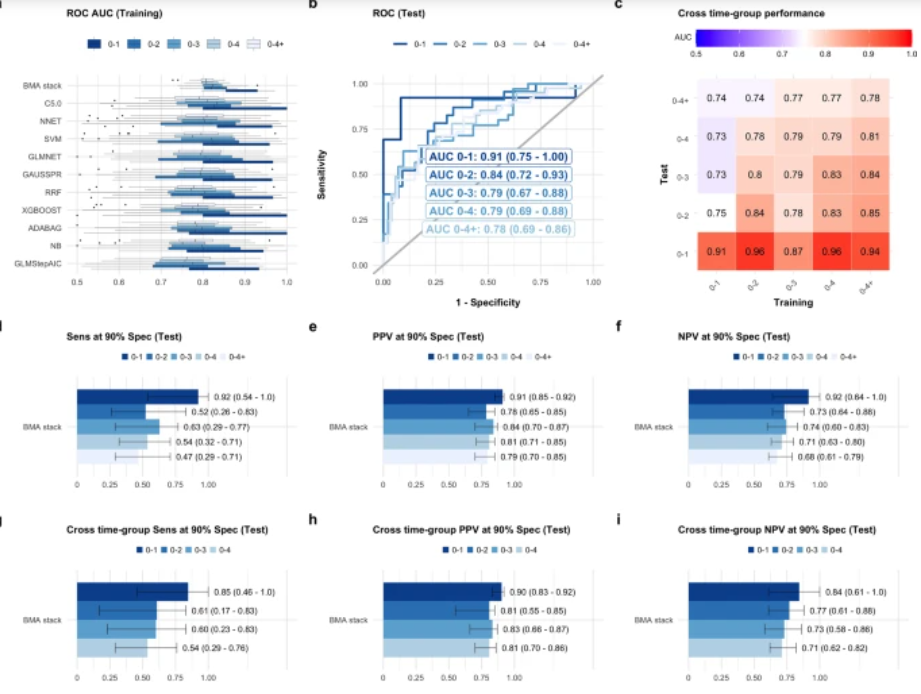 b
c
ROC AUC (Training)
ROC (Test)
Cross time-group performance
0-1 0-2 0-3 0-4 0-4+
0-1 0-2 0-3 0-4 0-4+
AUC
0.5 0.6 0.7 0.8 0.9 1.0
BMA stack
C5.0
NNET
SVM
GLMNET
GAUSSPR
RRF
XGBOOST
ADABAG
NB
GLMStepAIC
0.5 0.6 0.7 0.8 0.9 1.0
Sensitivity
1.00
0.75
0.50
0.25
0.00
AUC 0-1: 0.91 (0.75 - 1.00)
AUC 0-2: 0.84 (0.72 - 0.93)
AUC 0-3: 0.79 (0.67 - 0.88)
AUC 0-4: 0.79 (0.69 - 0.88)
AUC 0-4+: 0.78 (0.69 - 0.86)
0.00 0.25 0.50 0.75 1.00
1 - Specificity
Test
0-4+ 0.74 0.74 0.77 0.77 0.78
0-4 0.73 0.78 0.79 0.79 0.81
0-3 0.73 0.8 0.79 0.83 0.84
0-2 0.75 0.84 0.78 0.83 0.85
0-1 0.91 0.96 0.87 0.96 0.94
0-1 0-2 0-3 0-4 0-4+
Training
d
e
f
Sens at 90% Spec (Test)
PPV at 90% Spec (Test)
NPV at 90% Spec (Test)
0-1 0-2 0-3 0-4 0-4+
0-1 0-2 0-3 0-4 0-4+
0-1 0-2 0-3 0-4 0-4+
BMA stack
0.92 (0.54 - 1.0)
0.52 (0.26 - 0.83)
0.63 (0.29 - 0.77)
0.54 (0.32 - 0.71)
0.47 (0.29 - 0.71)
0 0.25 0.50 0.75 1.00
BMA stack
0.91 (0.85 - 0.92)
0.78 (0.65 - 0.85)
0.84 (0.70 - 0.87)
0.81 (0.71 - 0.85)
0.79 (0.70 - 0.85)
0 0.25 0.50 0.75 1.00
BMA stack
0.92 (0.64 - 1.0)
0.73 (0.64 - 0.88)
0.74 (0.60 - 0.83)
0.71 (0.63 - 0.80)
0.68 (0.61 - 0.79)
0 0.25 0.50 0.75 1.00
h
i
Cross time-group Sens at 90% Spec (Test)
Cross time-group PPV at 90% Spec (Test)
Cross time-group NPV at 90% Spec (Test)
0-1 0-2 0-3 0-4
0-1 0-2 0-3 0-4
0-1 0-2 0-3 0-4
BMA stack
0.85 (0.46 - 1.0)
0.61 (0.17 - 0.83)
0.60 (0.23 - 0.83)
0.54 (0.29 - 0.76)
0 0.25 0.50 0.75 1.00
BMA stack
0.90 (0.83 - 0.92)
0.81 (0.55 - 0.85)
0.83 (0.66 - 0.87)
0.81 (0.70 - 0.86)
0 0.25 0.50 0.75 1.00
BMA stack
0.84 (0.61 - 1.0)
0.77 (0.61 - 0.88)
0.73 (0.58 - 0.86)
0.71 (0.62 - 0.82)
0 0.25 0.50 0.75 1.00